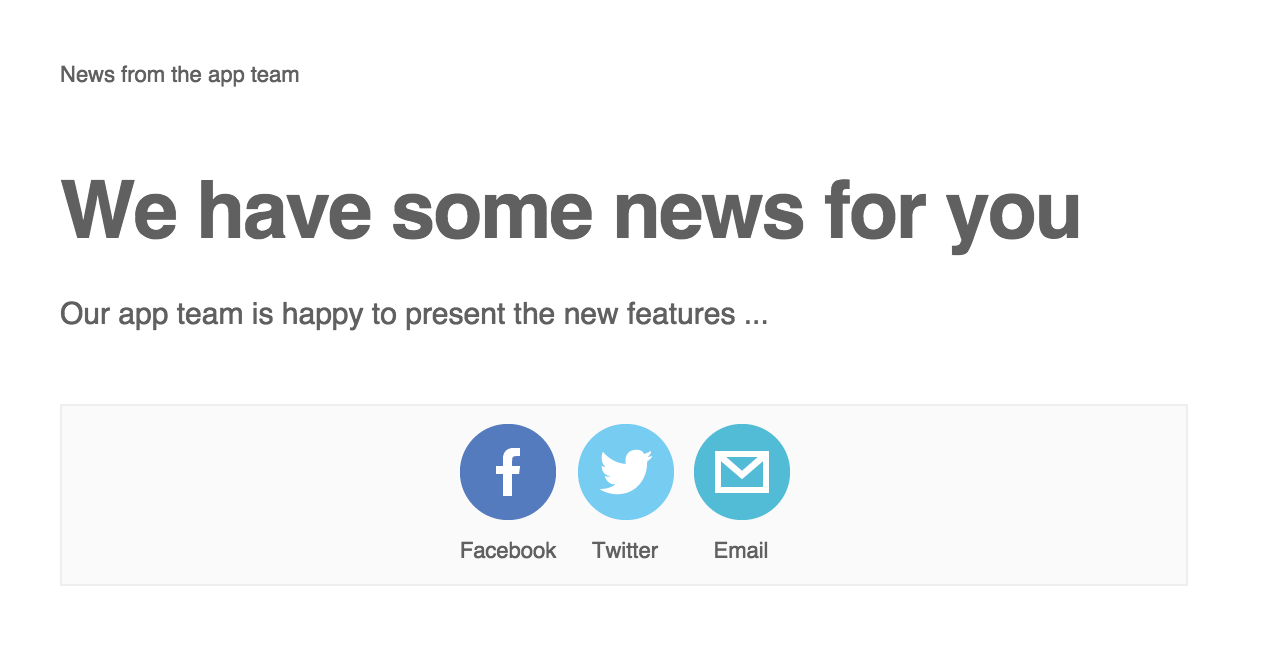 News from the app team
We have some news for you
Our app team is happy to present the new features ...
Facebook Twitter Email